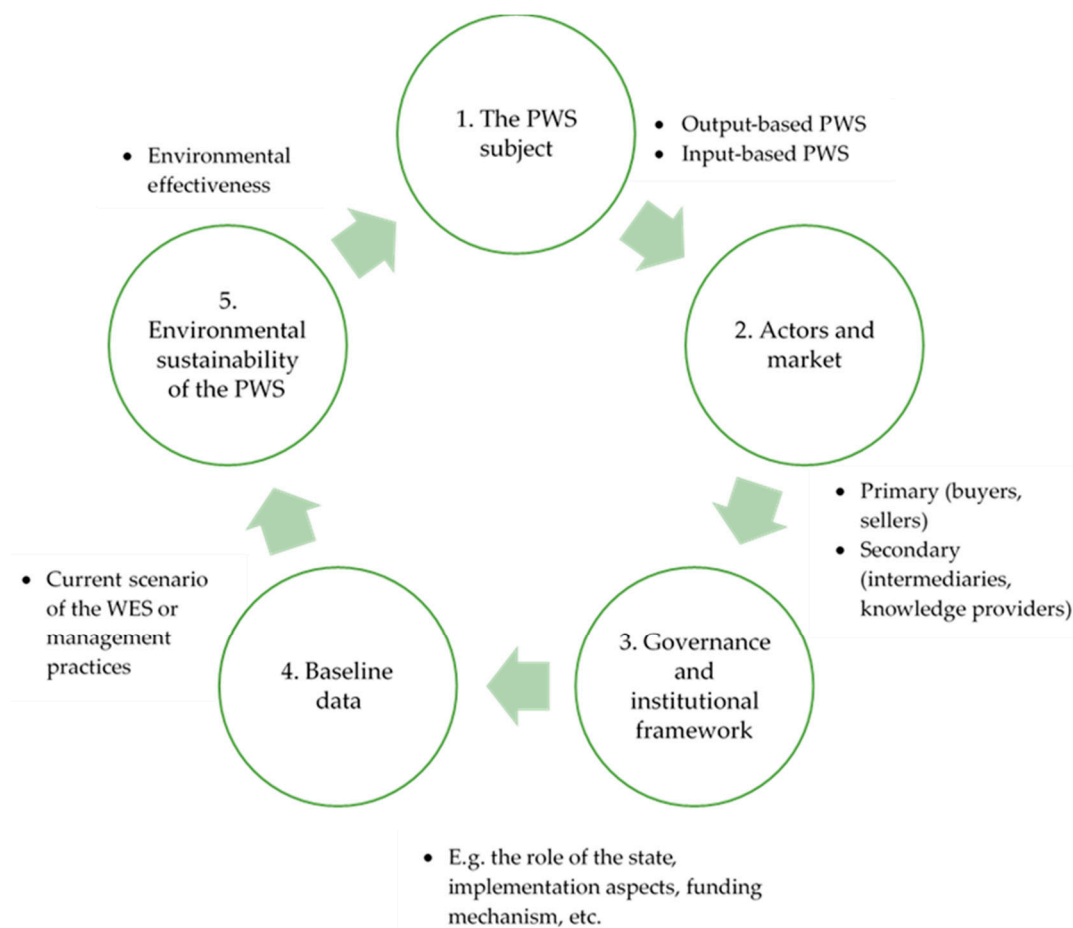 1. The PWS
subject
• Output-based PWS
• Input-based PWS
2. Actors and
market
• Primary (buyers,
sellers)
• Secondary
(intermediaries,
knowledge providers)
3. Governance
and
institutional
framework
• E.g. the role of the state,
implementation aspects, funding
mechanism, etc.
4. Baseline
data
• Current scenario
of the WES or
management
practices
5.
Environmental
sustainability
of the PWS
• Environmental
effectiveness